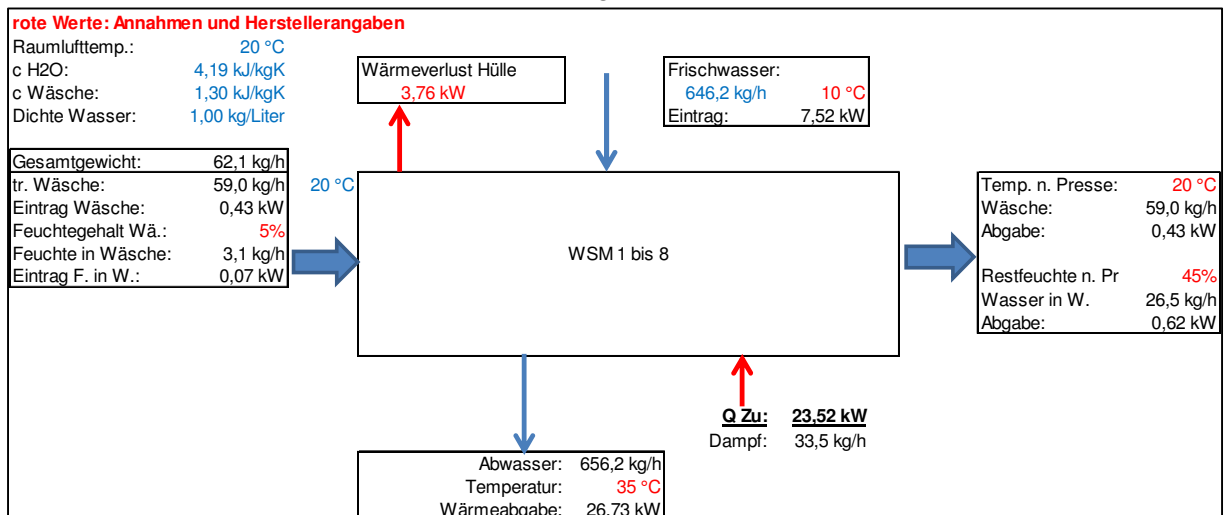 rote Werte: Annahmen und Herstellerangaben
Raumlufttemp.: 20 °C
c H2O: 4,19 kJ/kgK
c Wäsche: 1,30 kJ/kgK
Dichte Wasser: 1,00 kg/Liter
Wärmeverlust Hülle
3,76 kW
Frischwasser:
646,2 kg/h 10 °C
Eintrag: 7,52 kW
Gesamtgewicht: 62,1 kg/h
tr. Wäsche: 59,0 kg/h 20 °C
Eintrag Wäsche: 0,43 kW
Feuchtegehalt Wä.: 5%
Feuchte in Wäsche: 3,1 kg/h
Eintrag F. in W.: 0,07 kW
WSM 1 bis 8
Temp. n. Presse: 20 °C
Wäsche: 59,0 kg/h
Abgabe: 0,43 kW
Restfeuchte n. Pr 45%
Wasser in W. 26,5 kg/h
Abgabe: 0,62 kW
Q Zu: 23,52 kW
Dampf: 33,5 kg/h
Abwasser: 656,2 kg/h
Temperatur: 35 °C
Wärmeabgabe: 26,73 kW